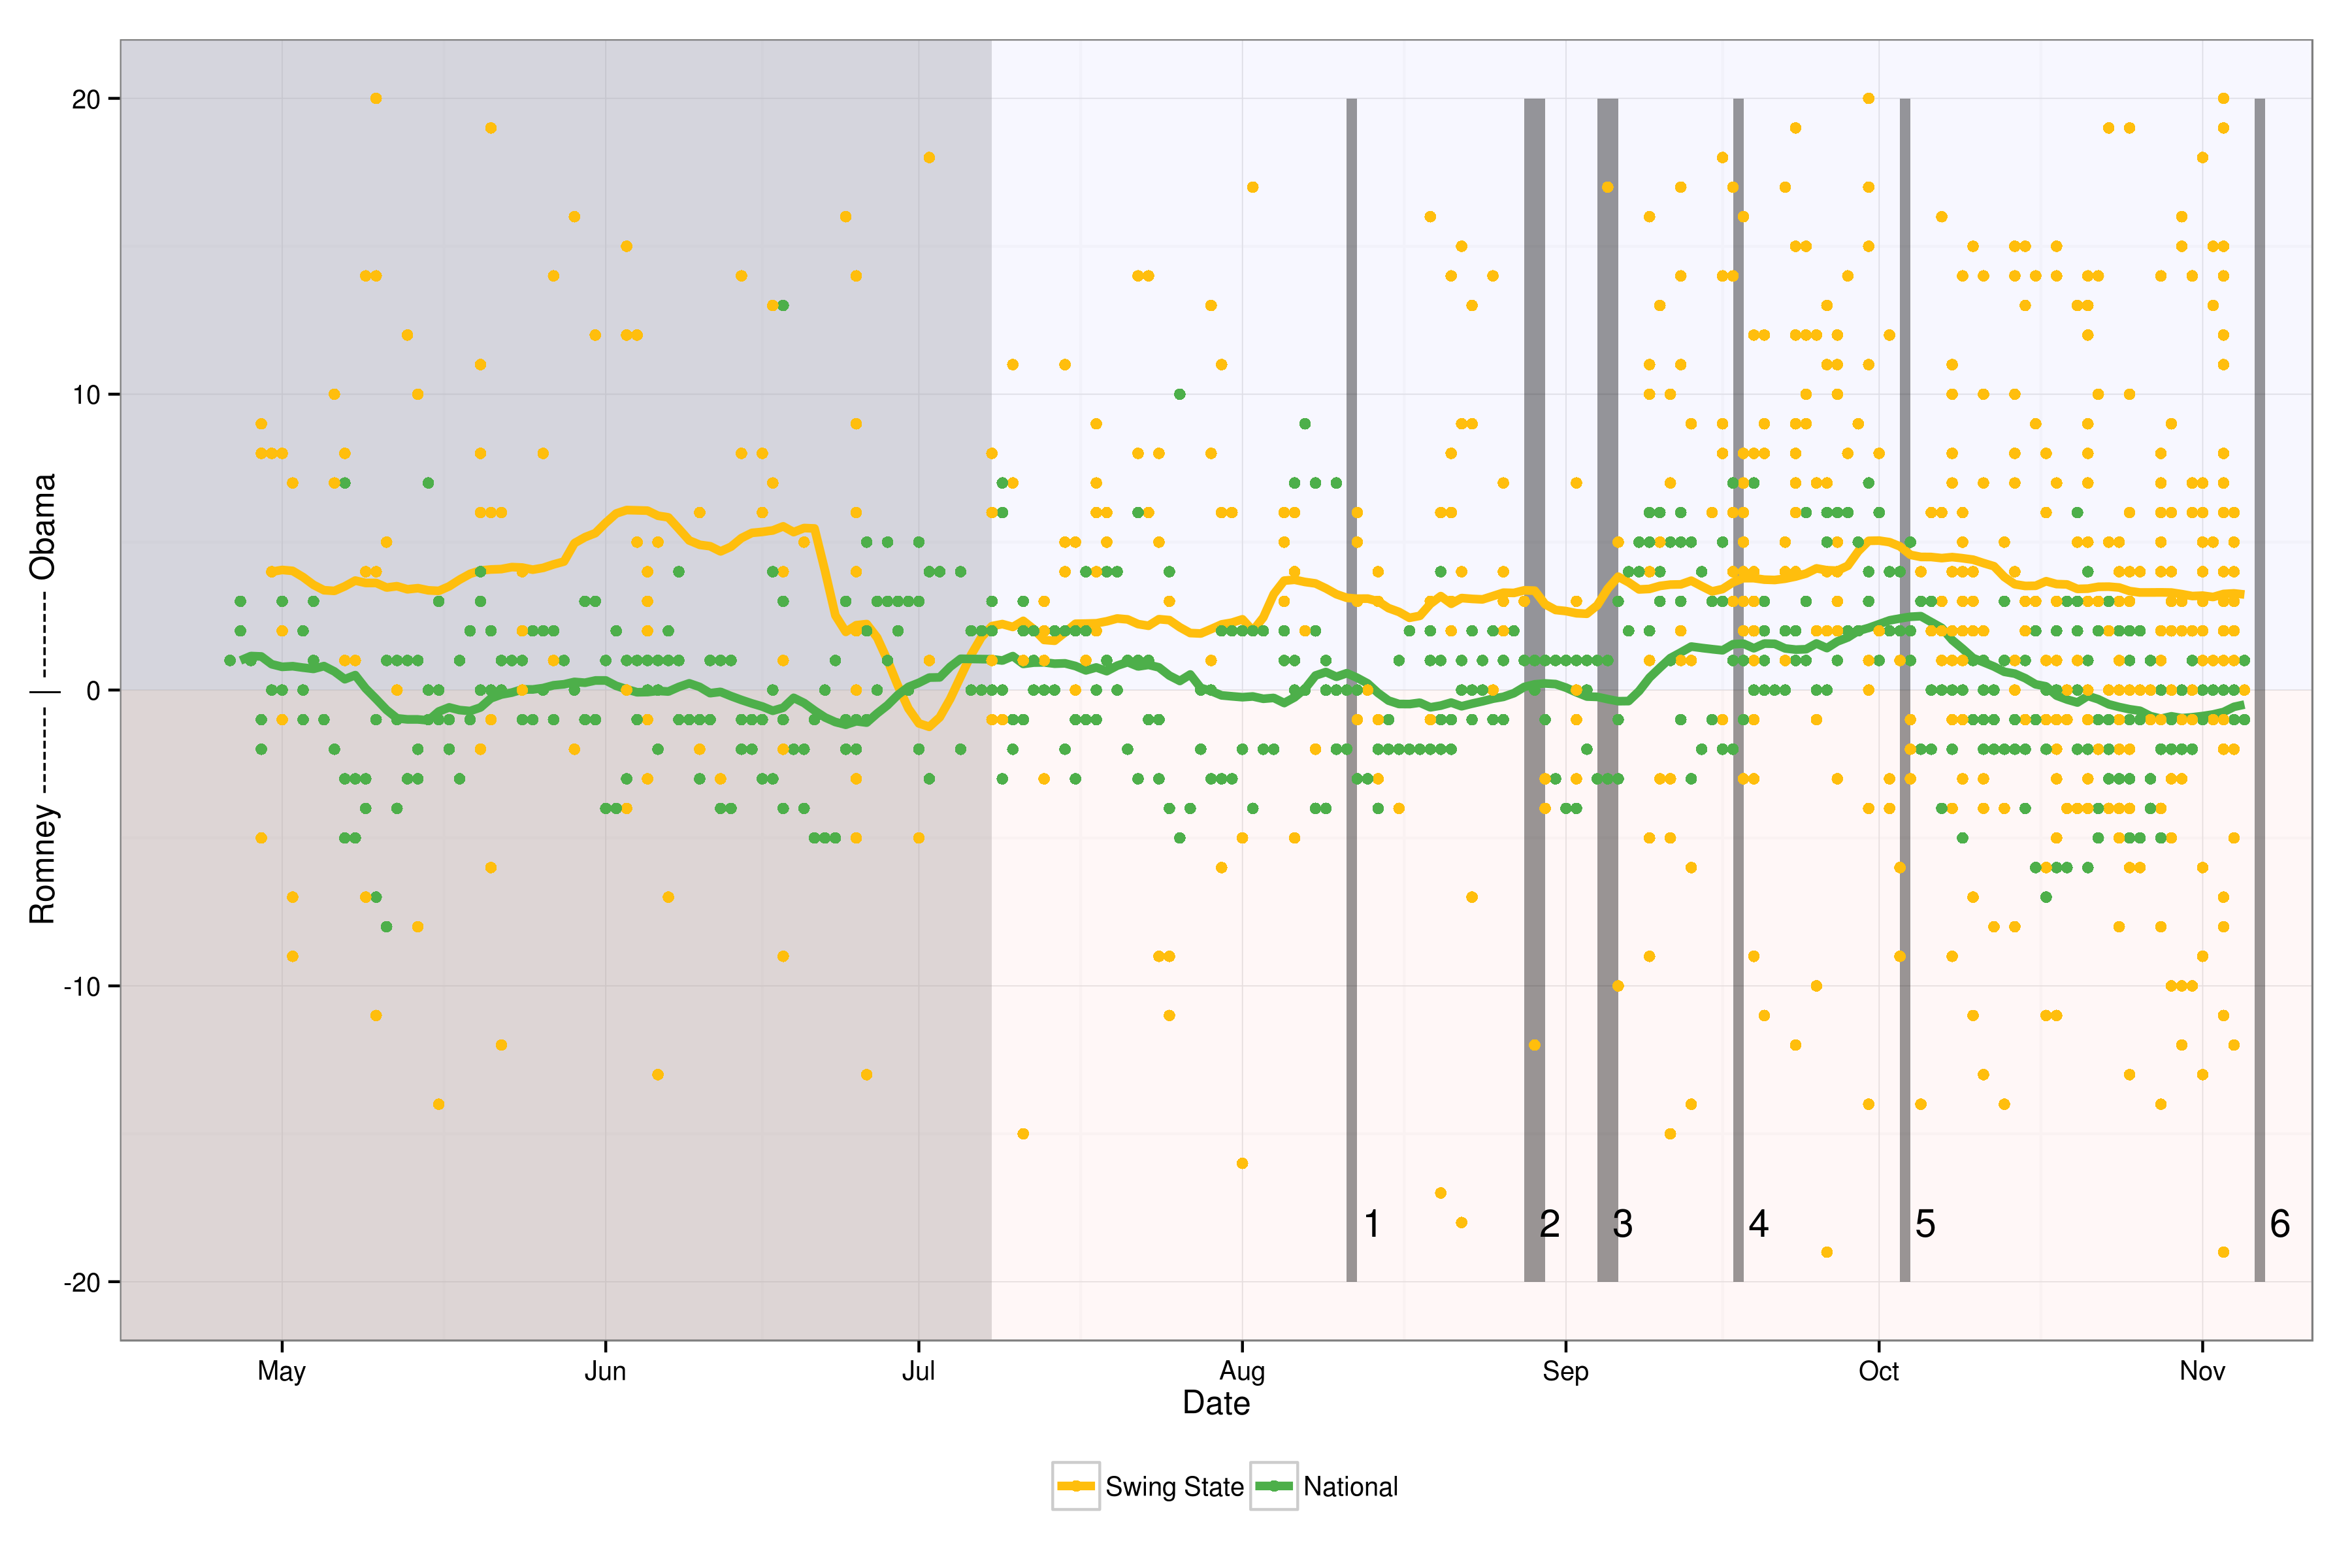 20
10
0
-10
-20
Romney --------- | ------- Obama
1
2
3
4
5
6
May
Jun
Jul
Aug
Sep
Oct
Nov
Date
Swing State
National